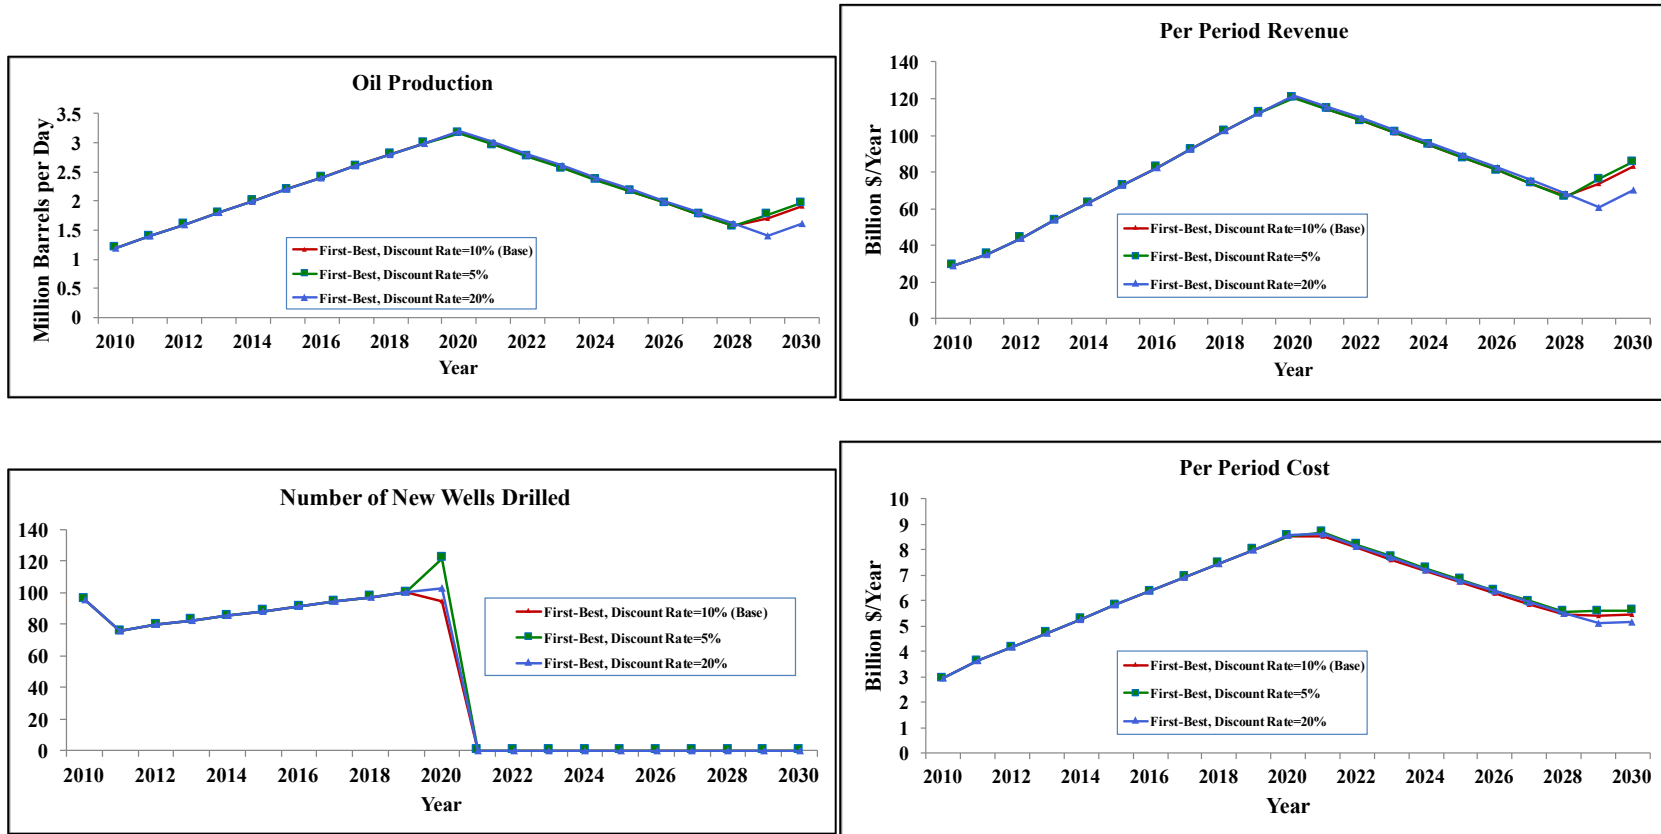 Oil Production
Million Barrels per Day
3.5
3
2.5
2
1.5
1
0.5
0
First-Best, Discount Rate=10% (Base)
First-Best, Discount Rate=5%
First-Best, Discount Rate=20%
2010 2012 2014 2016 2018 2020 2022 2024 2026 2028 2030
Year
Per Period Revenue
Billion $/Year
140
120
100
80
60
40
20
0
First-Best, Discount Rate=10% (Base)
First-Best, Discount Rate=5%
First-Best, Discount Rate=20%
2010 2012 2014 2016 2018 2020 2022 2024 2026 2028 2030
Year
Number of New Wells Drilled
140
120
100
80
60
40
20
0
First-Best, Discount Rate=10% (Base)
First-Best, Discount Rate=5%
First-Best, Discount Rate=20%
2010 2012 2014 2016 2018 2020 2022 2024 2026 2028 2030
Year
Per Period Cost
Billion $/Year
10
9
8
7
6
5
4
3
2
1
0
First-Best, Discount Rate=10% (Base)
First-Best, Discount Rate=5%
First-Best, Discount Rate=20%
2010 2012 2014 2016 2018 2020 2022 2024 2026 2028 2030
Year